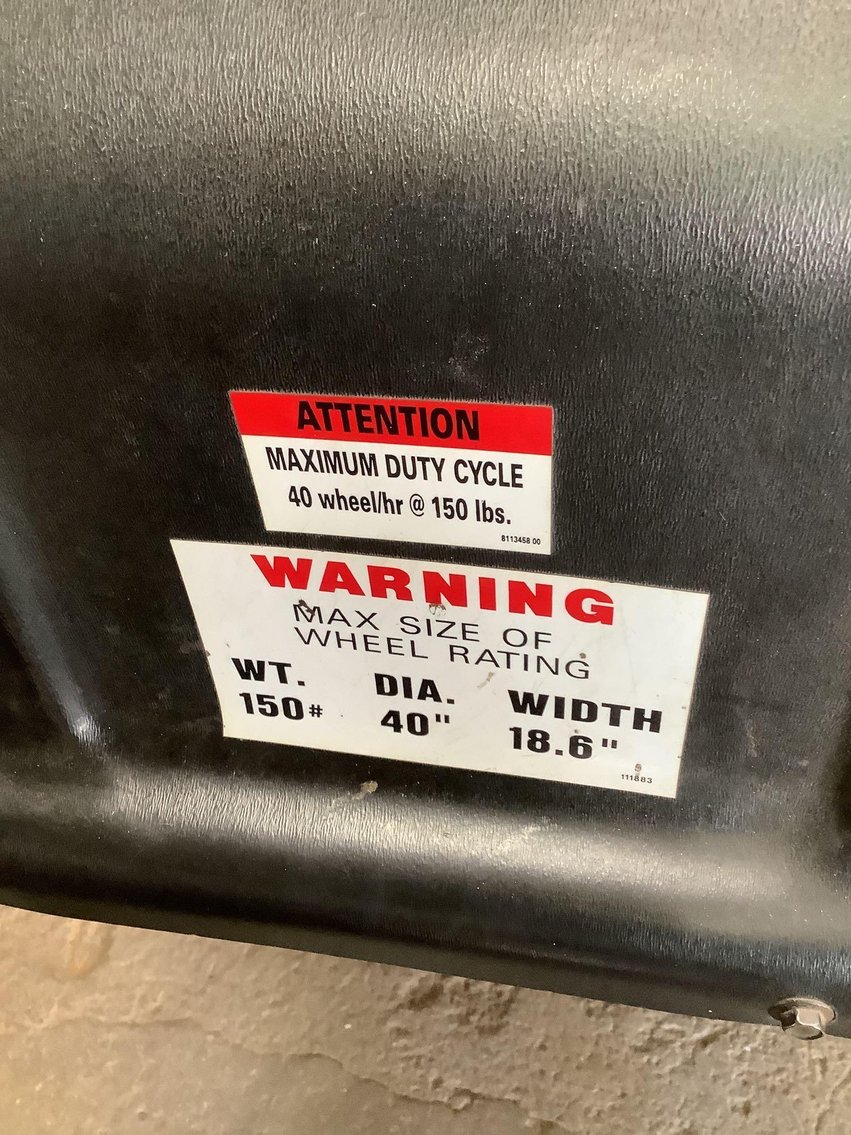 ATTENTION
MAXIMUM DUTY CYCLE
40 wheel/hr @ 150 lbs.
8113458 00
WARNING
MAX SIZE OF
WHEEL RATING
WT. DIA. WIDTH
150# 40" 18.6"
111883